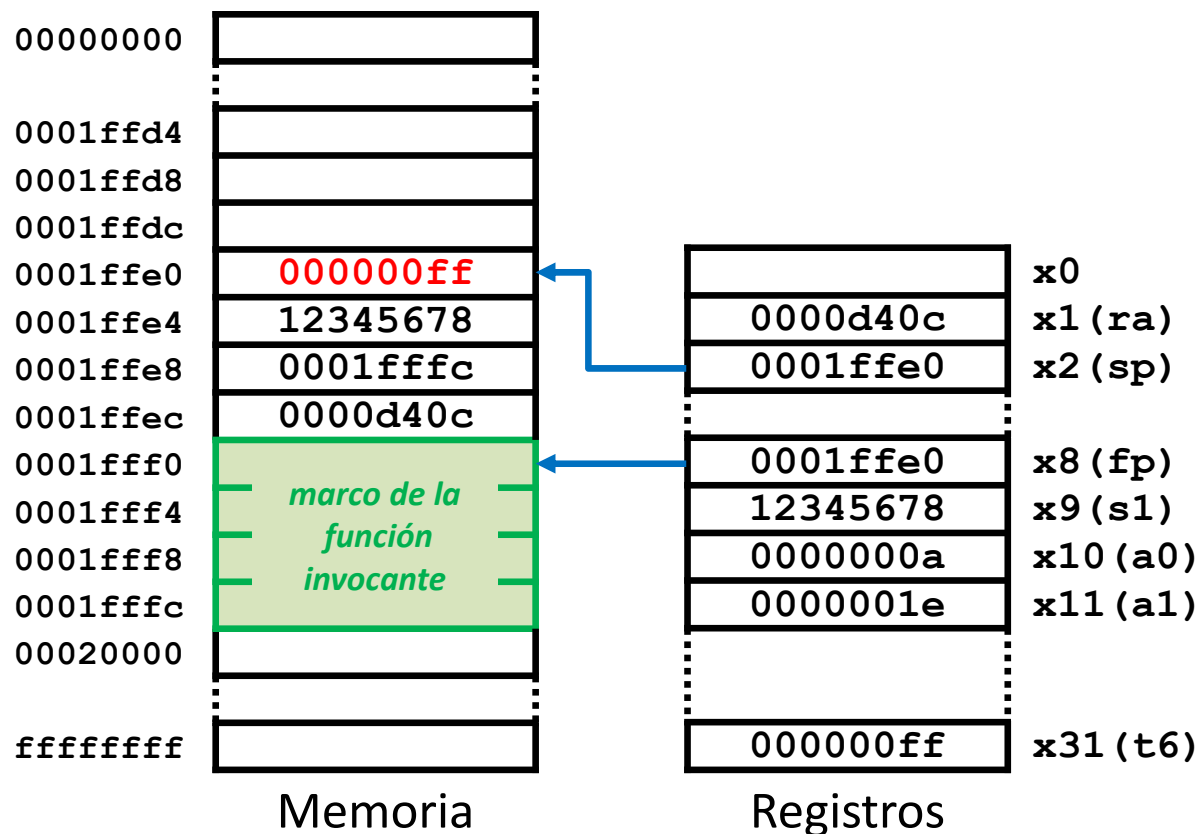 00000000
0001ffd4
0001ffd8
0001ffdc
x0
0001ffe0 000000ff
0001ffe4 12345678 0000d40c x1(ra)
0001ffe8 0001fffc 0001ffe0 x2(sp)
0001ffec 0000d40c
0001fff0 0001ffe0 x8(fp)
marco de la
0001fff4 12345678 x9(s1)
función
0001fff8 0000000a x10(a0)
invocante
0001fffc 0000001e x11(a1)
00020000
ffffffff 000000ff x31(t6)
Memoria Registros